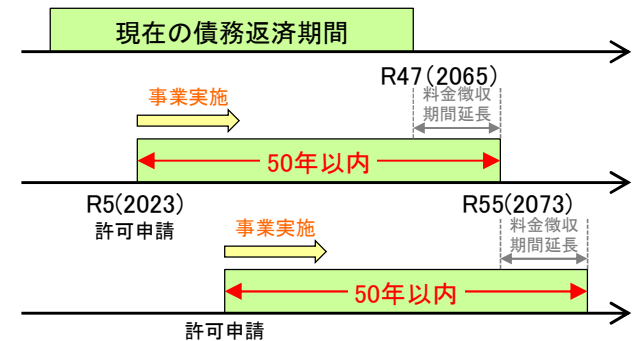 現在の債務返済期間
R47(2065)
事業実施
料金徴収
期間延長
50年以内
R5(2023)
許可申請
R55(2073)
事業実施
料金徴収
期間延長
50年以内
許可申請